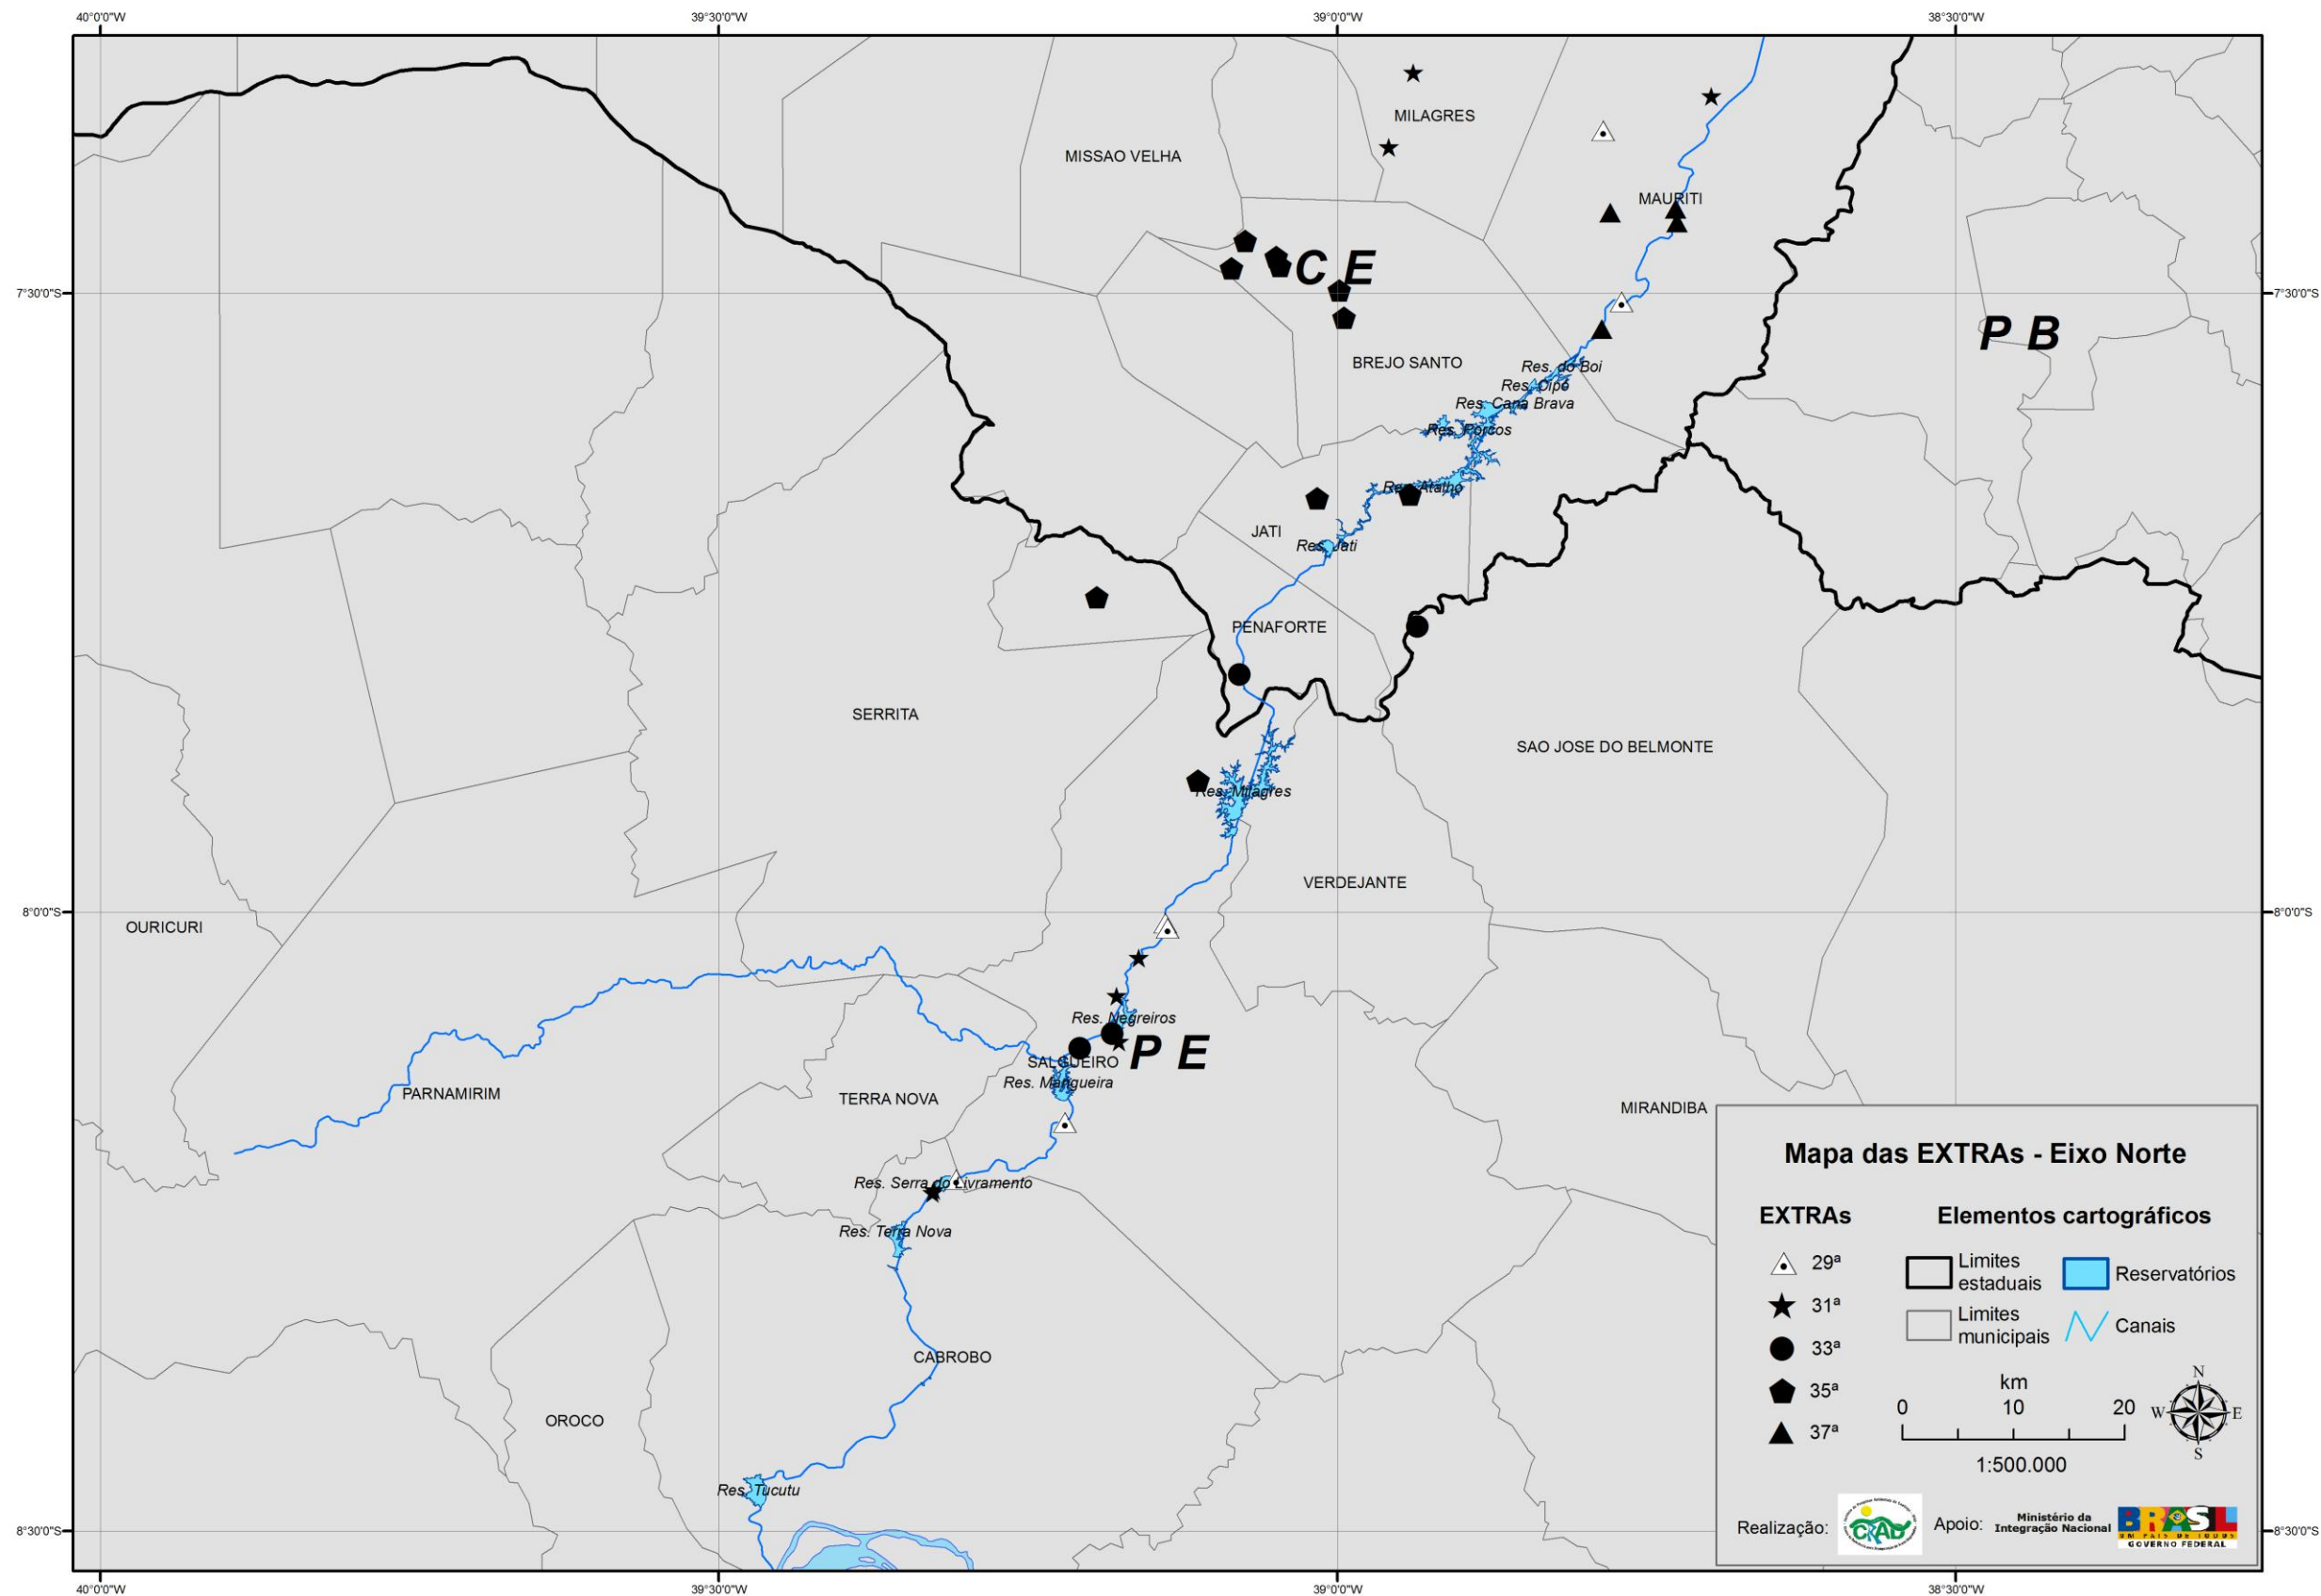 40°0'0"W
39°30'0"W
39°0'0"W
38°30'0"W
MILAGRES
MISSAO VELHA
MAURITI
C E
7°30'0"S
7°30'0"S
P B
BREJO SANTO
Res. do Boi
Res. Cipó
Res. Cana Brava
Res. Porcos
Res. Atalho
JATI
Res. Jati
PENAFORTE
SERRITA
SAO JOSE DO BELMONTE
Res. Milagres
VERDEJANTE
8°0'0"S
8°0'0"S
OURICURI
Res. Negreiros
P E
SALGUEIRO
Res. Mangueira
PARNAMIRIM
TERRA NOVA
MIRANDIBA
Res. Serra do Livramento
Res. Terra Nova
CABROBO
OROCO
Res. Tucutu
8°30'0"S
8°30'0"S
40°0'0"W
39°30'0"W
39°0'0"W
38°30'0"W
Mapa das EXTRAs - Eixo Norte
EXTRAs
29ª
31ª
33ª
35ª
37ª
Elementos cartográficos
Limites
estaduais
Reservatórios
Limites
municipais
Canais
km
0 10 20
1:500.000
N
W E
S
Realização:
CRAD
Apoio:
Ministério da
Integração Nacional
BRASIL
UM PAÍS DE TODOS
GOVERNO FEDERAL